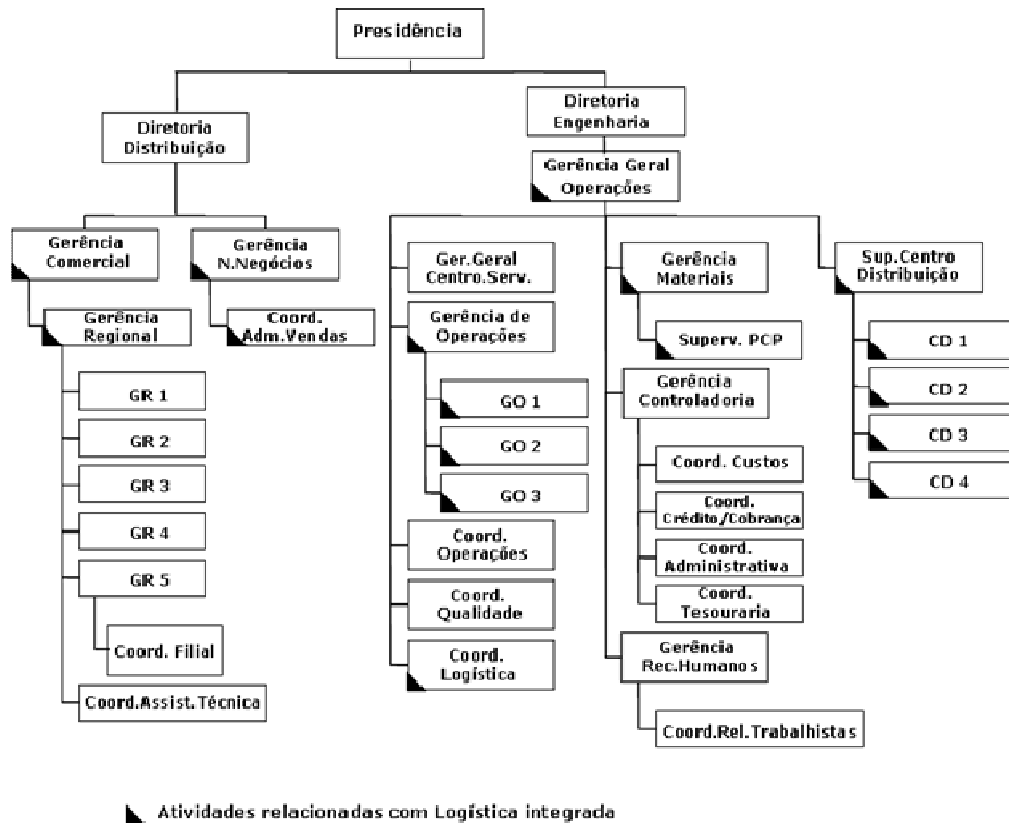 Presidência
Diretoria
Distribuição
Diretoria
Engenharia
Gerência Geral
Operações
Gerência
Comercial
Gerência
N.Negócios
Gerência
Regional
Coord.
Adm.Vendas
GR 1
GR 2
GR 3
GR 4
GR 5
Coord. Filial
Coord.Assist.Técnica
Ger.Geral
Centro.Serv.
Gerência de
Operações
GO 1
GO 2
GO 3
Coord.
Operações
Coord.
Qualidade
Coord.
Logística
Gerência
Materiais
Superv. PCP
Gerência
Controladoria
Coord. Custos
Coord.
Crédito/Cobrança
Coord.
Administrativa
Coord.
Tesouraria
Gerência
Rec.Humanos
Coord.Rel.Trabalhistas
Sup.Centro
Distribuição
CD 1
CD 2
CD 3
CD 4
Atividades relacionadas com Logística integrada